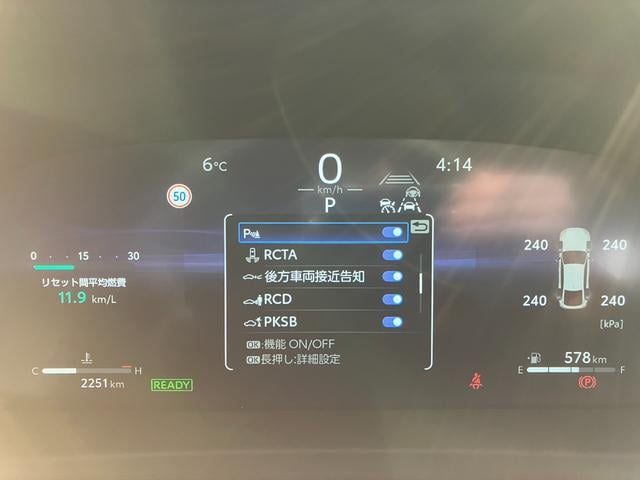 6℃
0
4:14
km/h
50
P
P
RCTA
0 15 30
240 240
リセット間平均燃費
後方車両接近告知
11.9 km/L
RCD
240 240
PKSB
[kPa]
OK:機能 ON/OFF
OK長押し:詳細設定
578 km
C H
E F
2251 km
READY
P